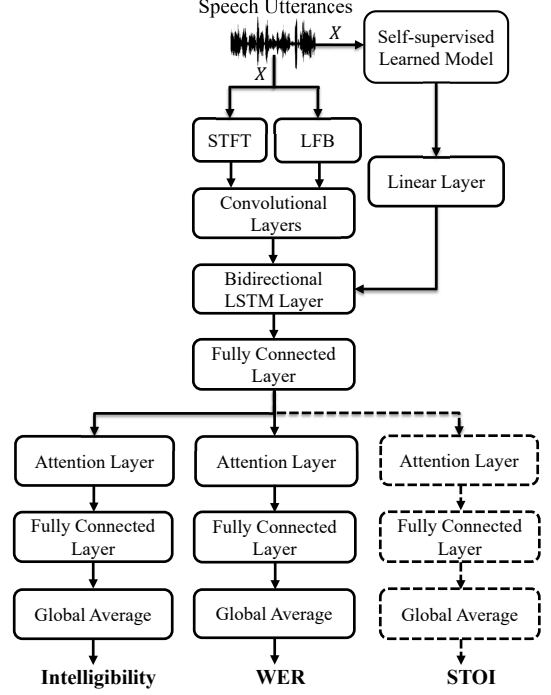 Speech Utterances
X
Self-supervised
Learned Model
X
STFT
LFB
Linear Layer
Convolutional
Layers
Bidirectional
LSTM Layer
Fully Connected
Layer
Attention Layer
Attention Layer
Attention Layer
Fully Connected
Layer
Fully Connected
Layer
Fully Connected
Layer
Global Average
Global Average
Global Average
Intelligibility
WER
STOI